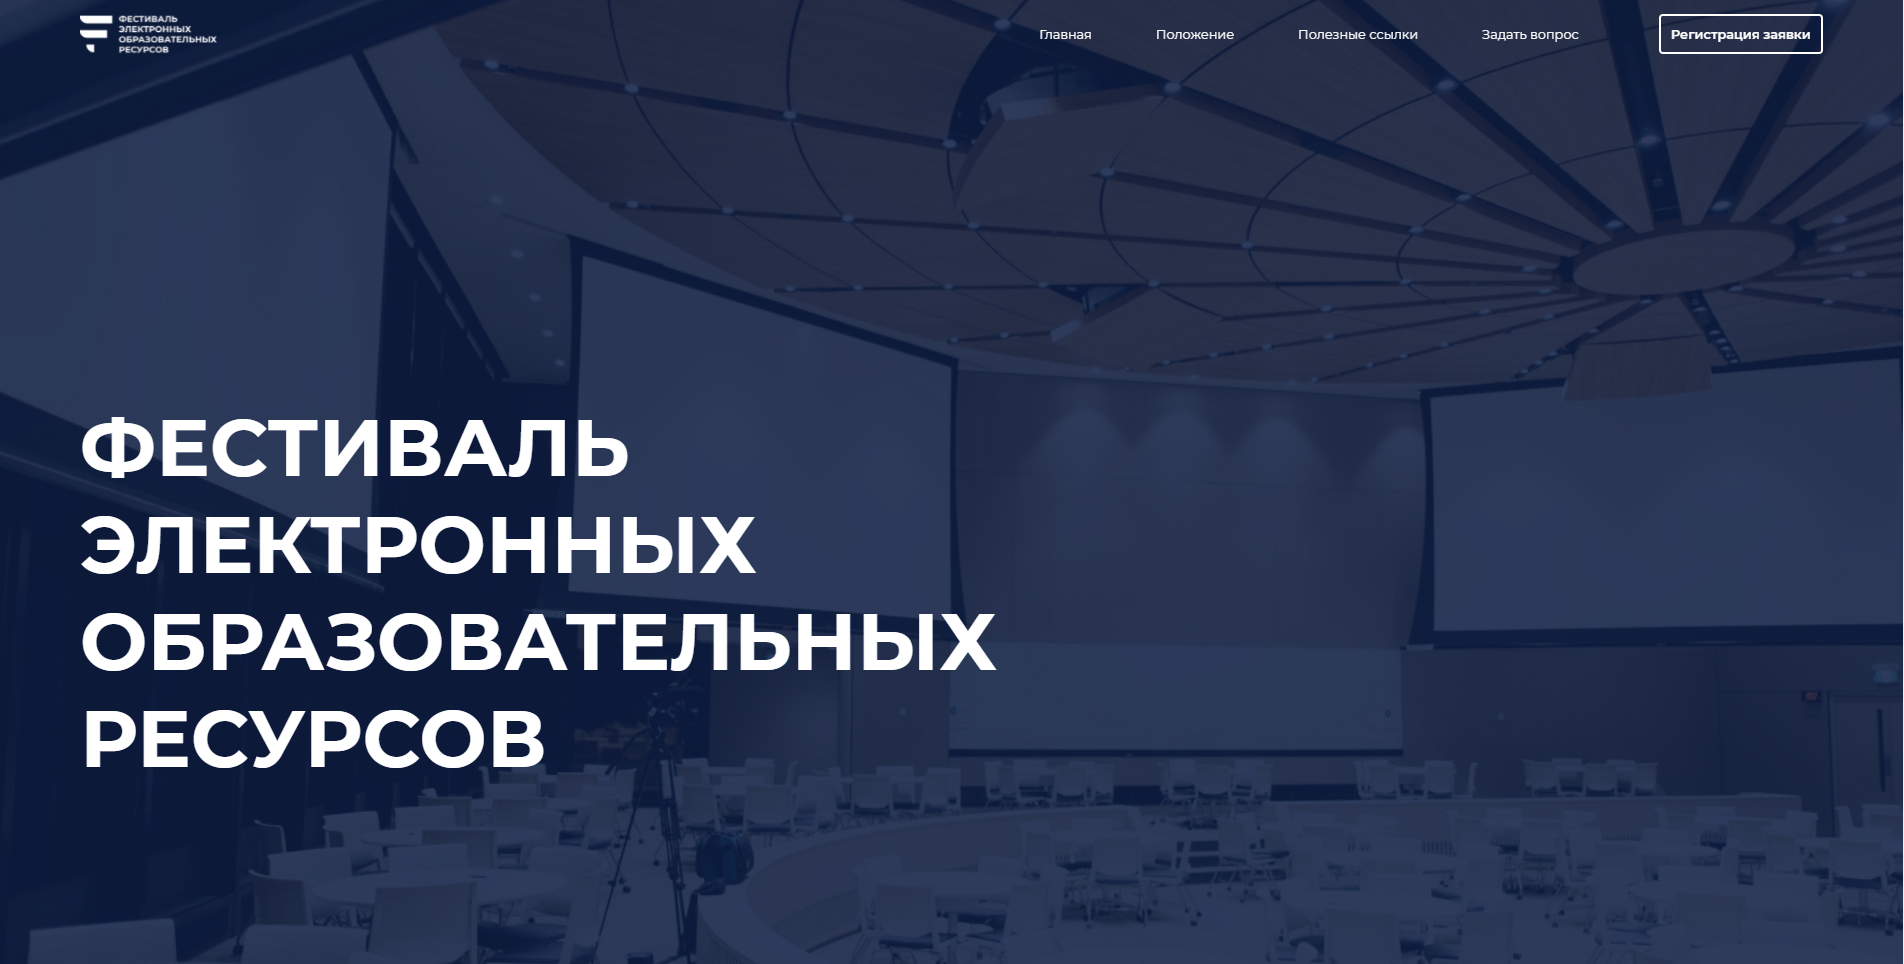 ФЕСТИВАЛЬ
ЭЛЕКТРОННЫХ
ОБРАЗОВАТЕЛЬНЫХ
РЕСУРСОВ
Главная
Положение
Полезные ссылки
Задать вопрос
Регистрация заявки
ФЕСТИВАЛЬ
ЭЛЕКТРОННЫХ
ОБРАЗОВАТЕЛЬНЫХ
РЕСУРСОВ